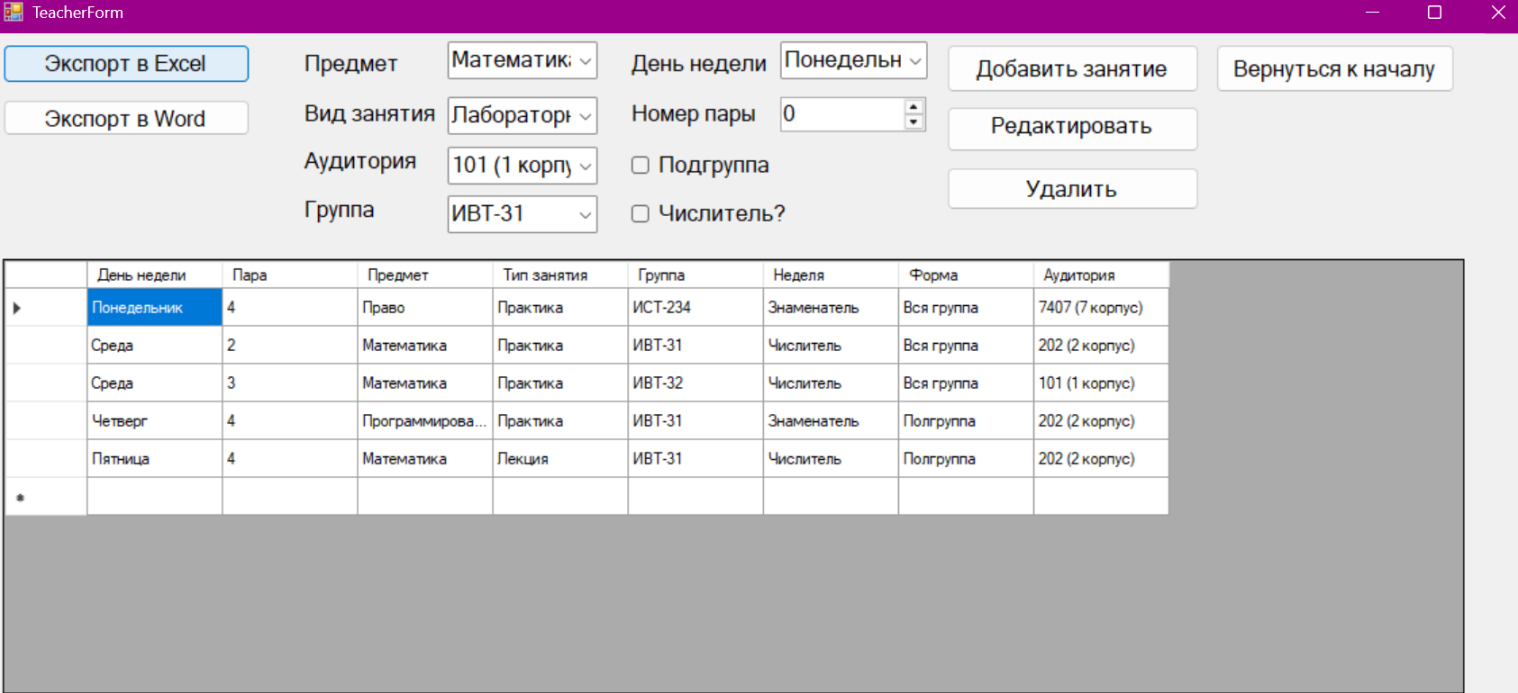 TeacherForm
Экспорт в Excel
Экспорт в Word
Предмет Математик
Вид занятия Лаборатор
Аудитория 101 (1 корпу
Группа ИВТ-31
День недели Понедельн
Номер пары 0
Подгруппа
Числитель?
Добавить занятие
Редактировать
Удалить
Вернуться к началу
День недели Пара Предмет Тип занятия Группа Неделя Форма Аудитория
Понедельник 4 Право Практика ИСТ-234 Знаменатель Вся группа 7407 (7 корпус)
Среда 2 Математика Практика ИВТ-31 Числитель Вся группа 202 (2 корпус)
Среда 3 Математика Практика ИВТ-32 Числитель Вся группа 101 (1 корпус)
Четверг 4 Программирова... Практика ИВТ-31 Знаменатель Полгруппа 202 (2 корпус)
Пятница 4 Математика Лекция ИВТ-31 Числитель Полгруппа 202 (2 корпус)